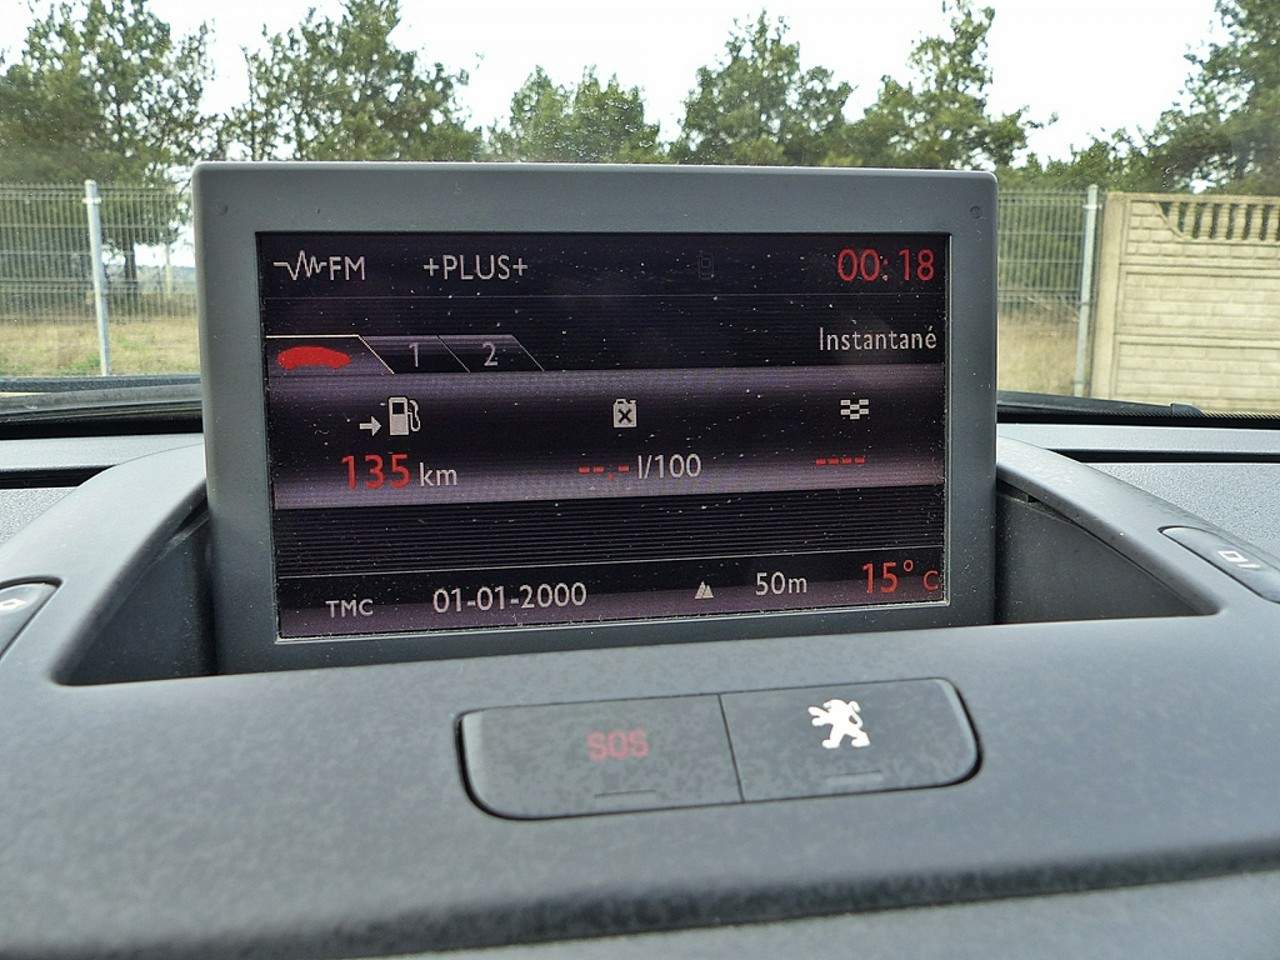 FM +PLUS+ 00:18
Instantané
1 2
135 km --.- l/100 ----
TMC 01-01-2000 50m 15°C
SOS